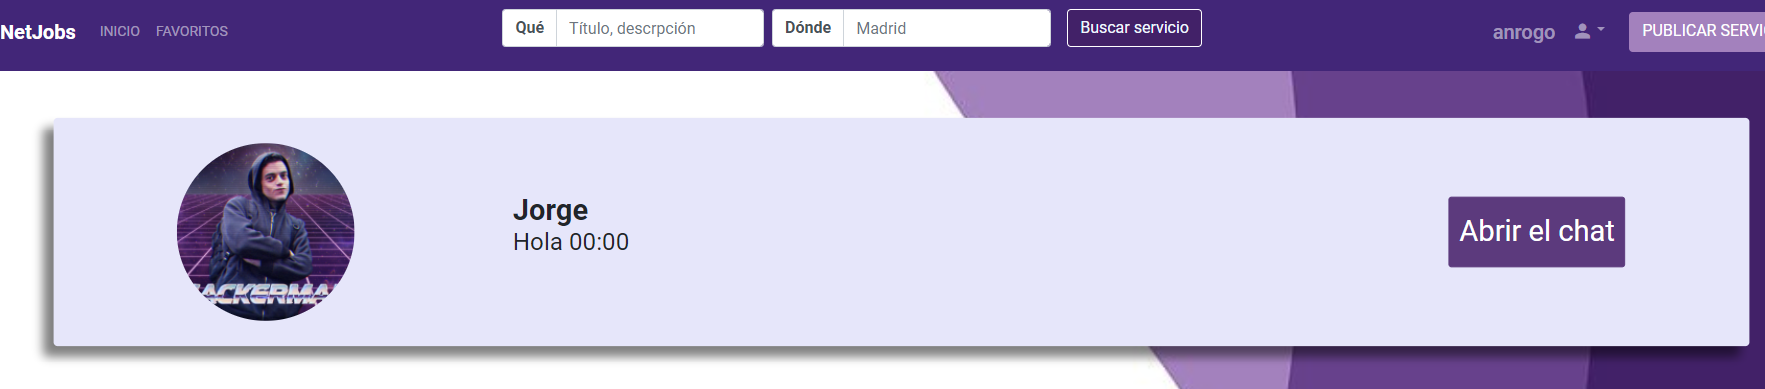 NetJobs INICIO FAVORITOS Qué Título, descrpción Dónde Madrid Buscar servicio anrogo PUBLICAR
Jorge
Hola 00:00
Abrir el chat